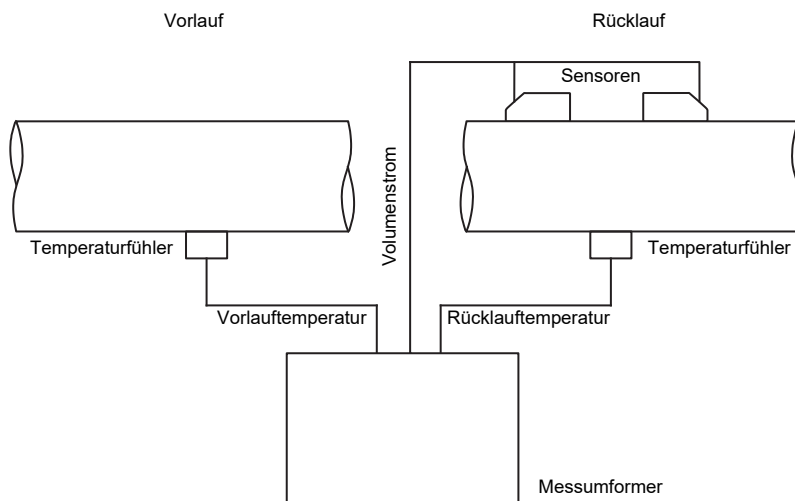 Vorlauf
Rücklauf
Sensoren
Volumenstrom
Temperaturfühler
Temperaturfühler
Vorlauftemperatur
Rücklauftemperatur
Messumformer